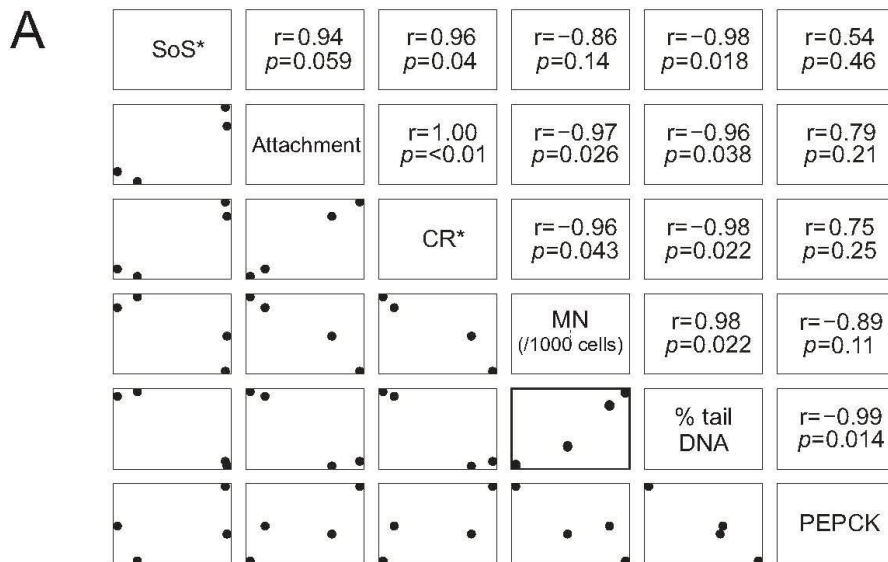 A
SoS*
r=0.94
p=0.059
r=0.96
p=0.04
r=−0.86
p=0.14
r=−0.98
p=0.018
r=0.54
p=0.46
Attachment
r=1.00
p=<0.01
r=−0.97
p=0.026
r=−0.96
p=0.038
r=0.79
p=0.21
CR*
r=−0.96
p=0.043
r=−0.98
p=0.022
r=0.75
p=0.25
MN
(/1000 cells)
r=0.98
p=0.022
r=−0.89
p=0.11
% tail
DNA
r=−0.99
p=0.014
PEPCK